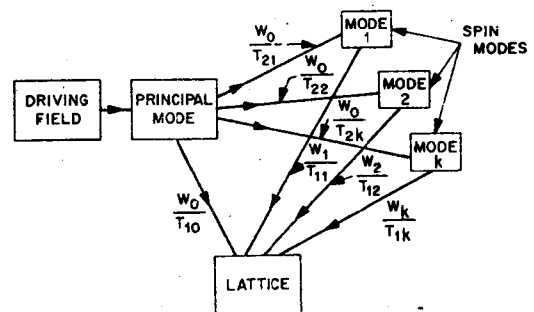 DRIVING
FIELD
PRINCIPAL
MODE
MODE
1
MODE
2
MODE
k
SPIN
MODES
W0
T21
W0
T22
W0
T2k
W1
T11
W2
T12
Wk
T1k
W0
T10
LATTICE